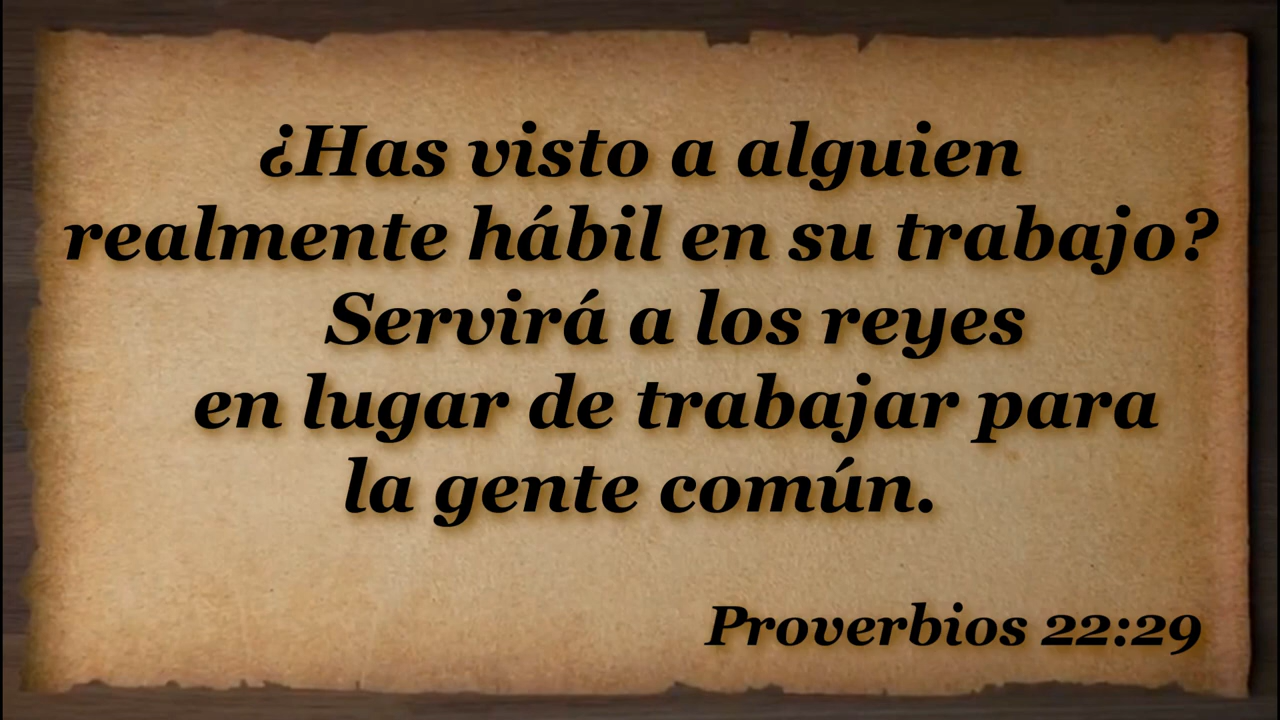 ¿Has visto a alguien
realmente hábil en su trabajo?
Servirá a los reyes
en lugar de trabajar para
la gente común.
Proverbios 22:29